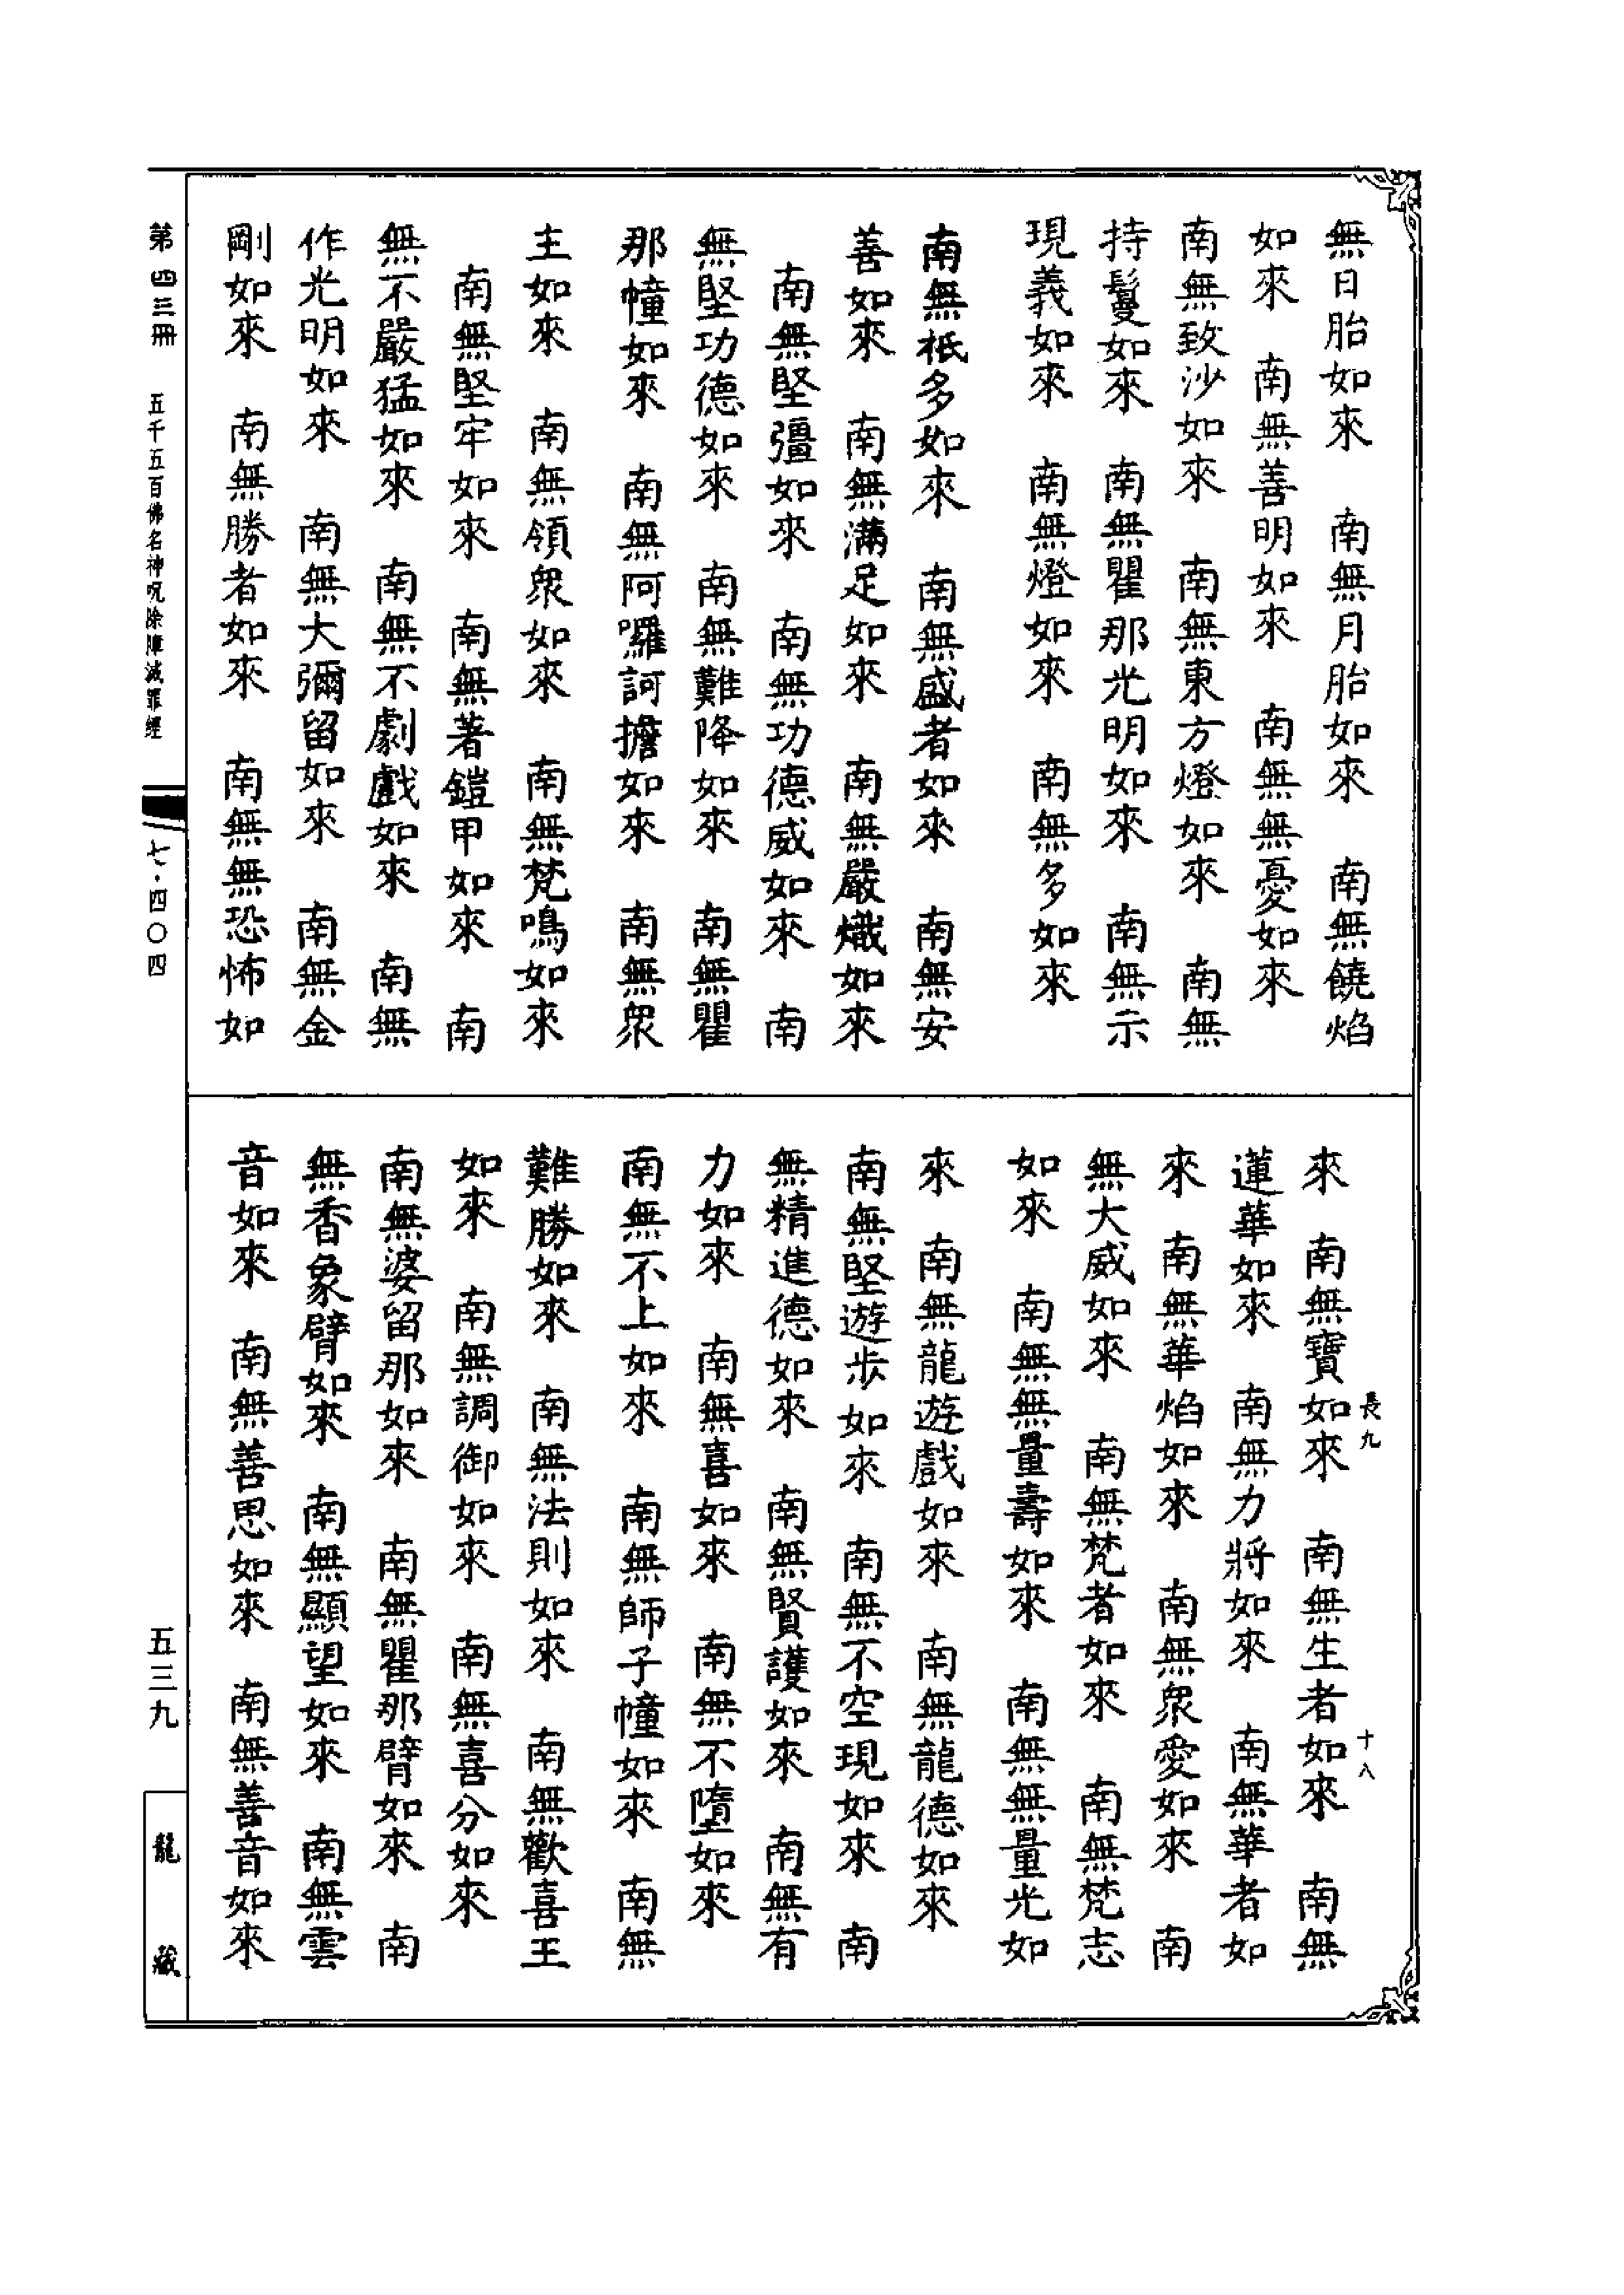 無日胎如來　南無月胎如來　南無饒焰
如來　南無善明如來　南無無憂如來
南無致沙如來　南無東方燈如來　南無
持鬘如來　南無瞿那光明如來　南無示
現義如來　南無燈如來　南無多如來
南無祇多如來　南無盛者如來　南無安
善如來　南無滿足如來　南無嚴熾如來
南無堅彊如來　南無功德威如來　南
無堅功德如來　南無難降如來　南無瞿
那幢如來　南無阿囉訶擔如來　南無眾
主如來　南無領衆如來　南無梵鳴如來
南無堅牢如來　南無著鎧甲如來　南
無不嚴猛如來　南無不劇戲如來　南無
作光明如來　南無大彌留如來　南無金
剛如來　南無勝者如來　南無無恐怖如
來　南無寶如來　南無生者如來　南無
蓮華如來　南無力將如來　南無華者如
來　南無華焰如來　南無衆愛如來　南
無大威如來　南無梵者如來　南無梵志
如來　南無無量壽如來　南無無量光如
來　南無龍遊戲如來　南無龍德如來
南無堅遊步如來　南無不空現如來　南
無精進德如來　南無賢護如來　南無有
力如來　南無喜如來　南無不墮如來
南無不上如來　南無師子幢如來　南無
難勝如來　南無法則如來　南無歡喜王
如來　南無調御如來　南無喜分如來
南無婆留那如來　南無瞿那臂如來　南
無香象臂如來　南無顯望如來　南無雲
音如來　南無善思如來　南無善音如來
長九　十八
第四三冊　五千五百佛名神呪除障滅罪經　七·四〇四　五三九　龍藏